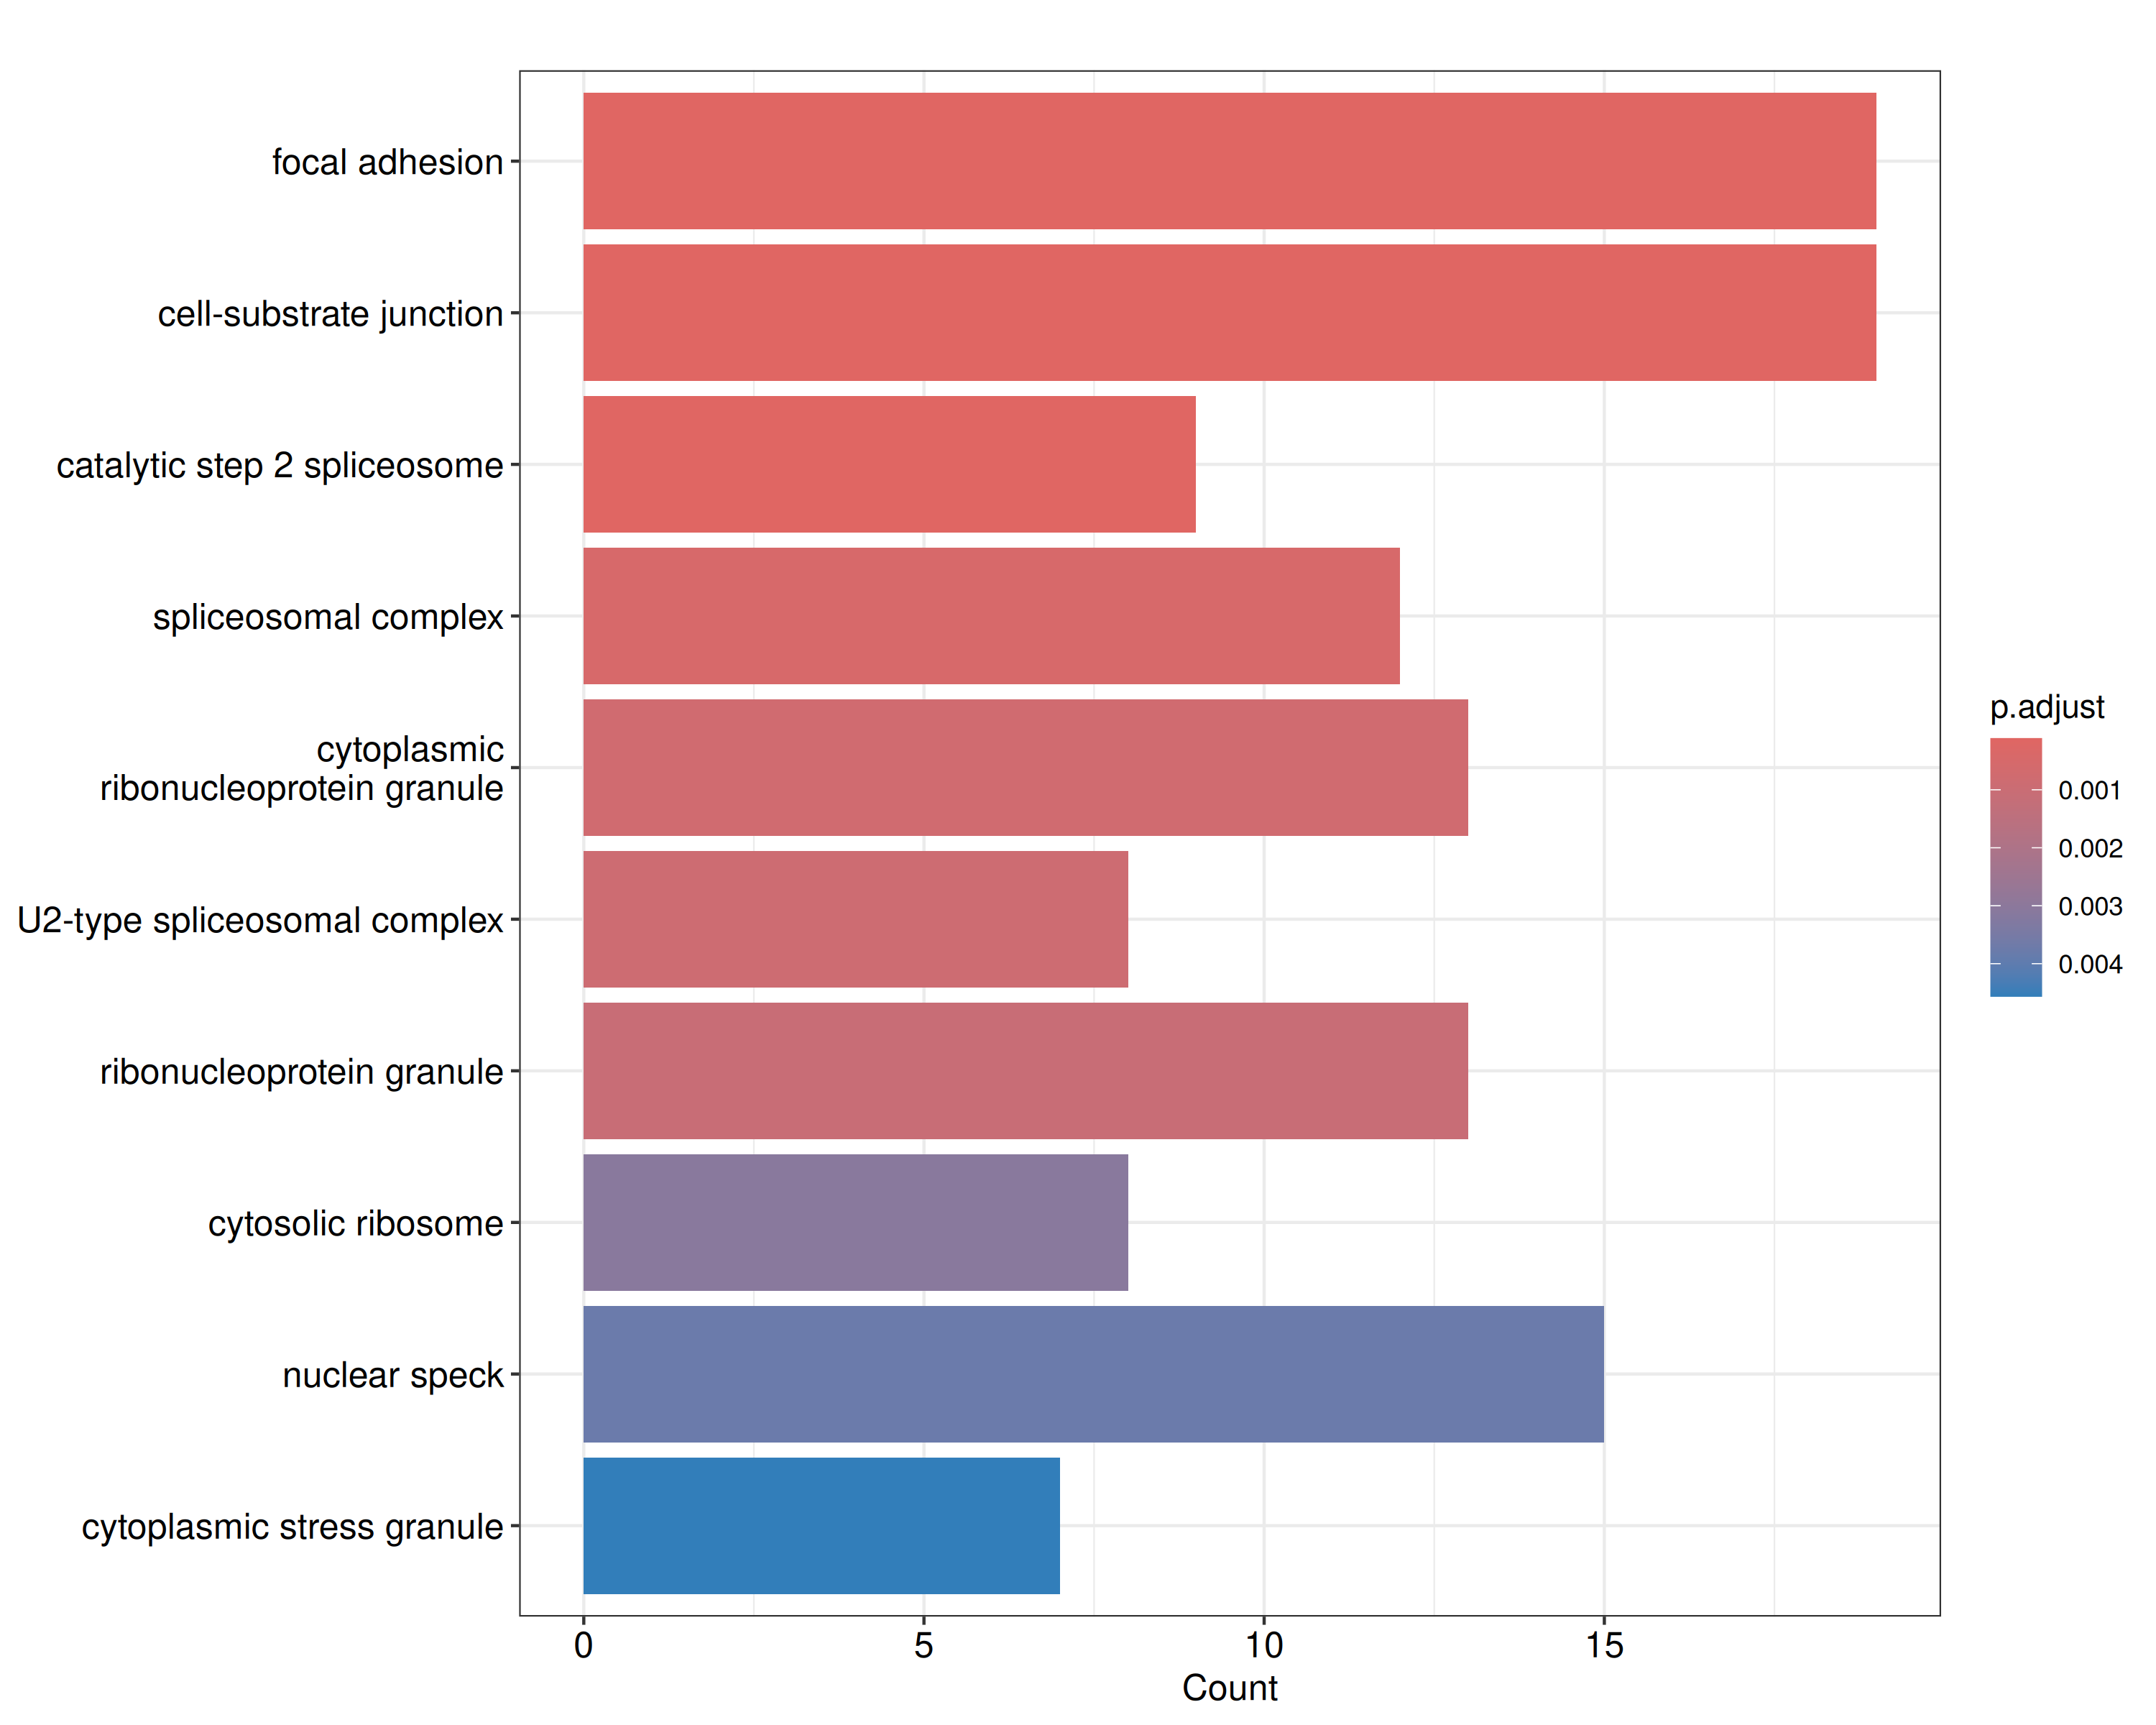 focal adhesion
cell-substrate junction
catalytic step 2 spliceosome
spliceosomal complex
cytoplasmic
ribonucleoprotein granule
U2-type spliceosomal complex
ribonucleoprotein granule
cytosolic ribosome
nuclear speck
cytoplasmic stress granule
0 5 10 15
Count
p.adjust
0.001
0.002
0.003
0.004